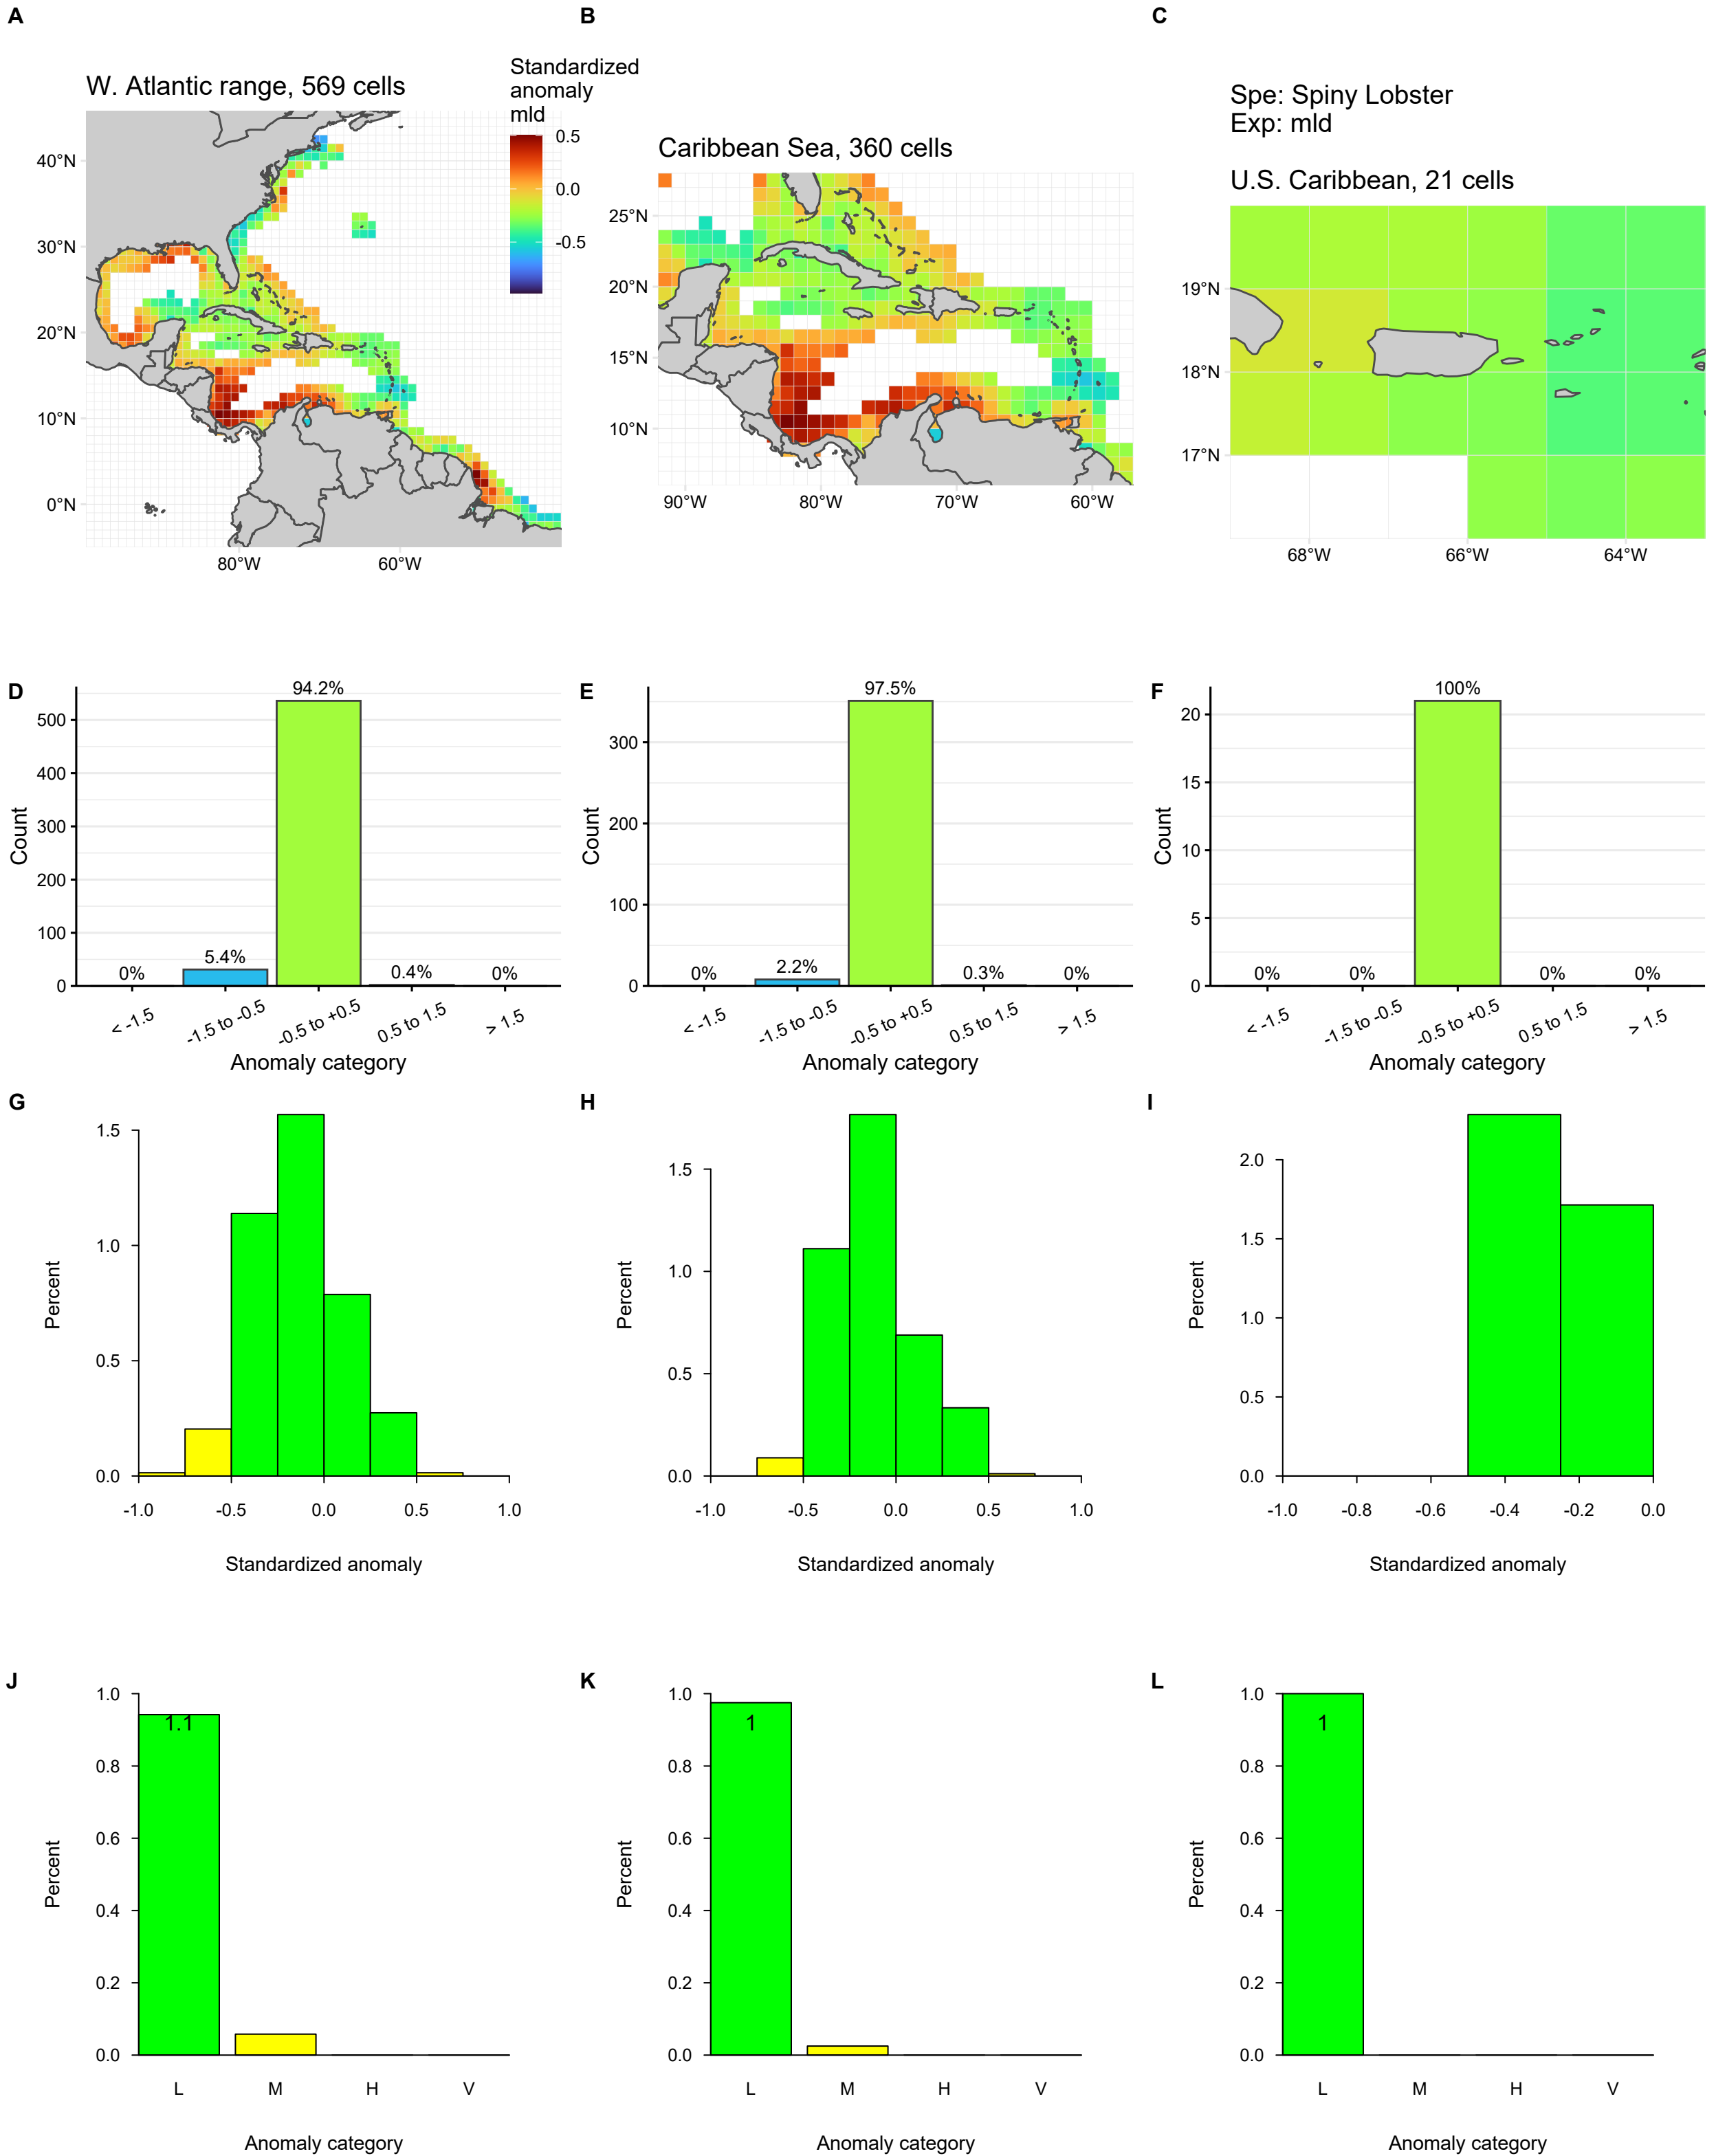 A
B
C
W. Atlantic range, 569 cells
Standardized
anomaly
mld
0.5
0.0
-0.5
40°N
30°N
20°N
10°N
0°N
80°W
60°W
Caribbean Sea, 360 cells
25°N
20°N
15°N
10°N
90°W
80°W
70°W
60°W
Spe: Spiny Lobster
Exp: mld
U.S. Caribbean, 21 cells
19°N
18°N
17°N
68°W
66°W
64°W
D
Count
500
400
300
200
100
0
0%
5.4%
94.2%
0.4%
0%
< -1.5
-1.5 to -0.5
-0.5 to +0.5
0.5 to 1.5
> 1.5
Anomaly category
E
Count
300
200
100
0
0%
2.2%
97.5%
0.3%
0%
< -1.5
-1.5 to -0.5
-0.5 to +0.5
0.5 to 1.5
> 1.5
Anomaly category
F
Count
20
15
10
5
0
0%
0%
100%
0%
0%
< -1.5
-1.5 to -0.5
-0.5 to +0.5
0.5 to 1.5
> 1.5
Anomaly category
G
Percent
1.5
1.0
0.5
0.0
-1.0
-0.5
0.0
0.5
1.0
Standardized anomaly
H
Percent
1.5
1.0
0.5
0.0
-1.0
-0.5
0.0
0.5
1.0
Standardized anomaly
I
Percent
2.0
1.5
1.0
0.5
0.0
-1.0
-0.8
-0.6
-0.4
-0.2
0.0
Standardized anomaly
J
Percent
1.0
0.8
0.6
0.4
0.2
0.0
1.1
L
M
H
V
Anomaly category
K
Percent
1.0
0.8
0.6
0.4
0.2
0.0
1
L
M
H
V
Anomaly category
L
Percent
1.0
0.8
0.6
0.4
0.2
0.0
1
L
M
H
V
Anomaly category